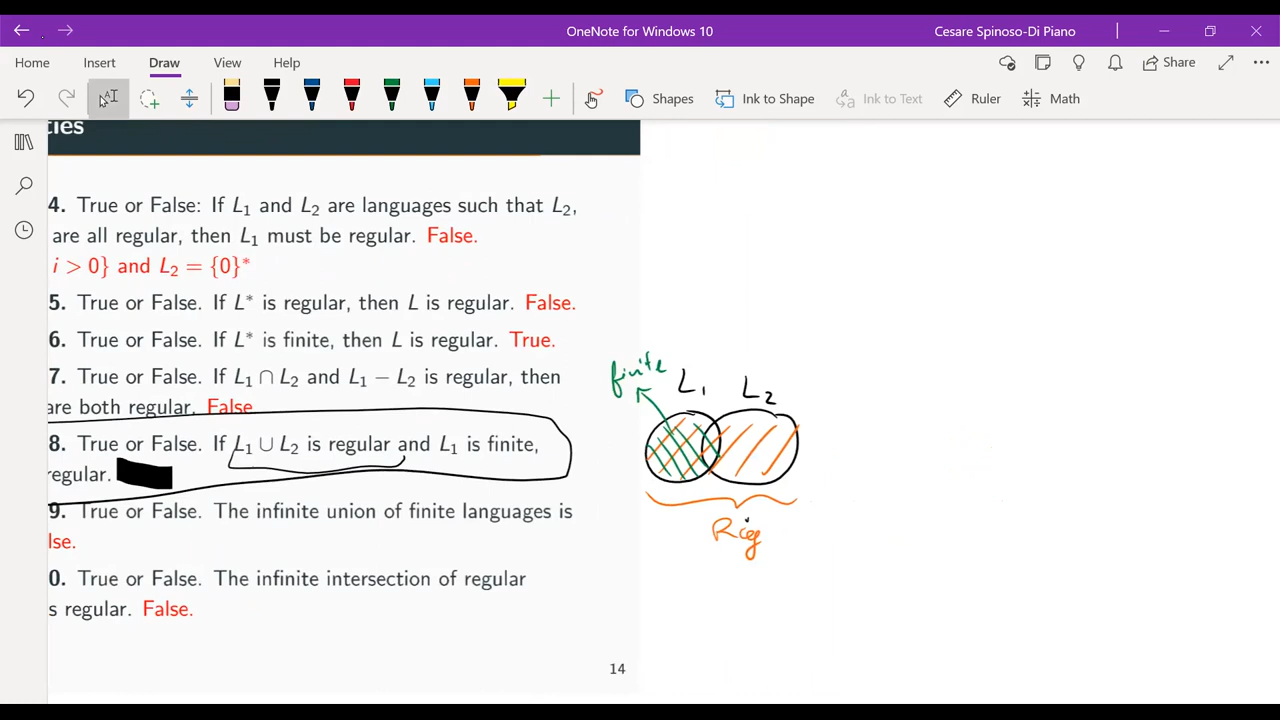 OneNote for Windows 10
Cesare Spinoso-Di Piano
Home Insert Draw View Help
Share
Shapes Ink to Shape Ink to Text Ruler Math
ties
4. True or False: If L₁ and L₂ are languages such that L₂,
are all regular, then L₁ must be regular. False.
i > 0} and L₂ = {0}*
5. True or False. If L* is regular, then L is regular. False.
6. True or False. If L* is finite, then L is regular. True.
7. True or False. If L₁ ∩ L₂ and L₁ − L₂ is regular, then
are both regular. False
8. True or False. If L₁ ∪ L₂ is regular and L₁ is finite,
regular.
9. True or False. The infinite union of finite languages is
lse.
0. True or False. The infinite intersection of regular
s regular. False.
14
finite
L₁ L₂
Reg